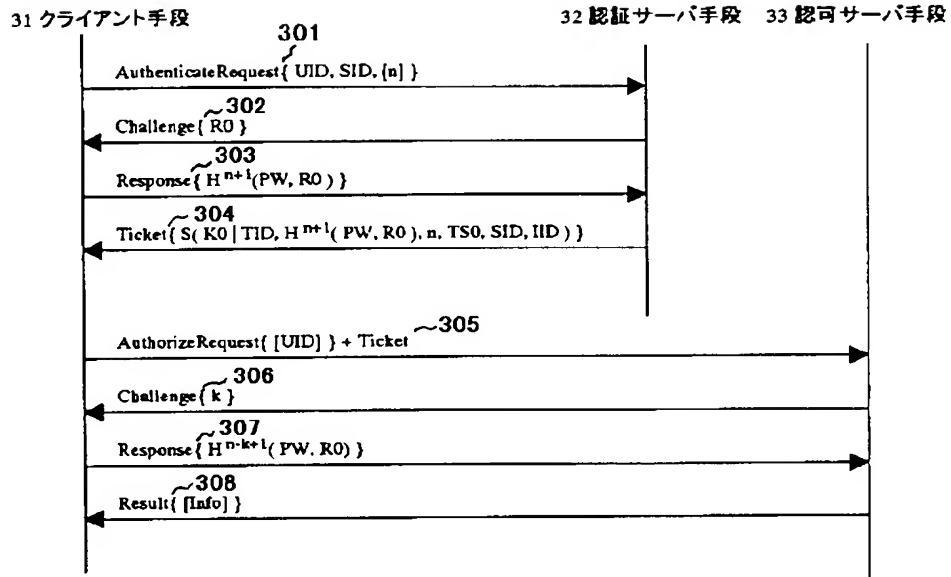 31 クライアント手段
32 認証サーバ手段
33 認可サーバ手段
301
AuthenticateRequest{ UID, SID, [n] }
302
Challenge{ R0 }
303
Response{ H^{n+1}(PW, R0 ) }
304
Ticket{ S( K0 | TID, H^{n+1}( PW, R0 ), n, TS0, SID, IID ) }
305
AuthorizeRequest{ [UID] } + Ticket
306
Challenge{ k }
307
Response{ H^{n-k+1}( PW. R0) }
308
Result{ [Info] }